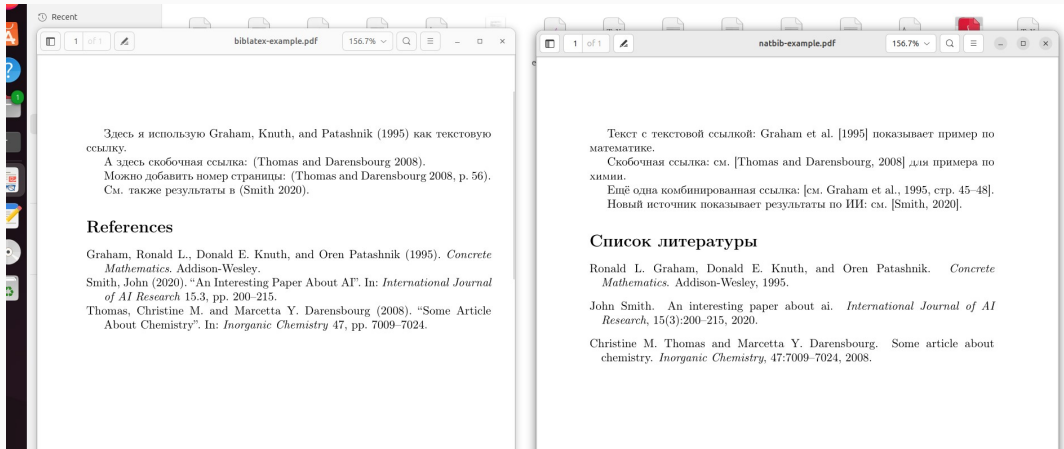 Recent
1 of 1
biblatex-example.pdf
156.7%
Здесь я использую Graham, Knuth, and Patashnik (1995) как текстовую
ссылку.
А здесь скобочная ссылка: (Thomas and Darensbourg 2008).
Можно добавить номер страницы: (Thomas and Darensbourg 2008, p. 56).
См. также результаты в (Smith 2020).
References
Graham, Ronald L., Donald E. Knuth, and Oren Patashnik (1995). Concrete
Mathematics. Addison-Wesley.
Smith, John (2020). “An Interesting Paper About AI”. In: International Journal
of AI Research 15.3, pp. 200–215.
Thomas, Christine M. and Marcetta Y. Darensbourg (2008). “Some Article
About Chemistry”. In: Inorganic Chemistry 47, pp. 7009–7024.
1 of 1
natbib-example.pdf
156.7%
Текст с текстовой ссылкой: Graham et al. [1995] показывает пример по
математике.
Скобочная ссылка: см. [Thomas and Darensbourg, 2008] для примера по
химии.
Ещё одна комбинированная ссылка: [см. Graham et al., 1995, стр. 45–48].
Новый источник показывает результаты по ИИ: см. [Smith, 2020].
Список литературы
Ronald L. Graham, Donald E. Knuth, and Oren Patashnik. Concrete
Mathematics. Addison-Wesley, 1995.
John Smith. An interesting paper about ai. International Journal of AI
Research, 15(3):200–215, 2020.
Christine M. Thomas and Marcetta Y. Darensbourg. Some article about
chemistry. Inorganic Chemistry, 47:7009–7024, 2008.